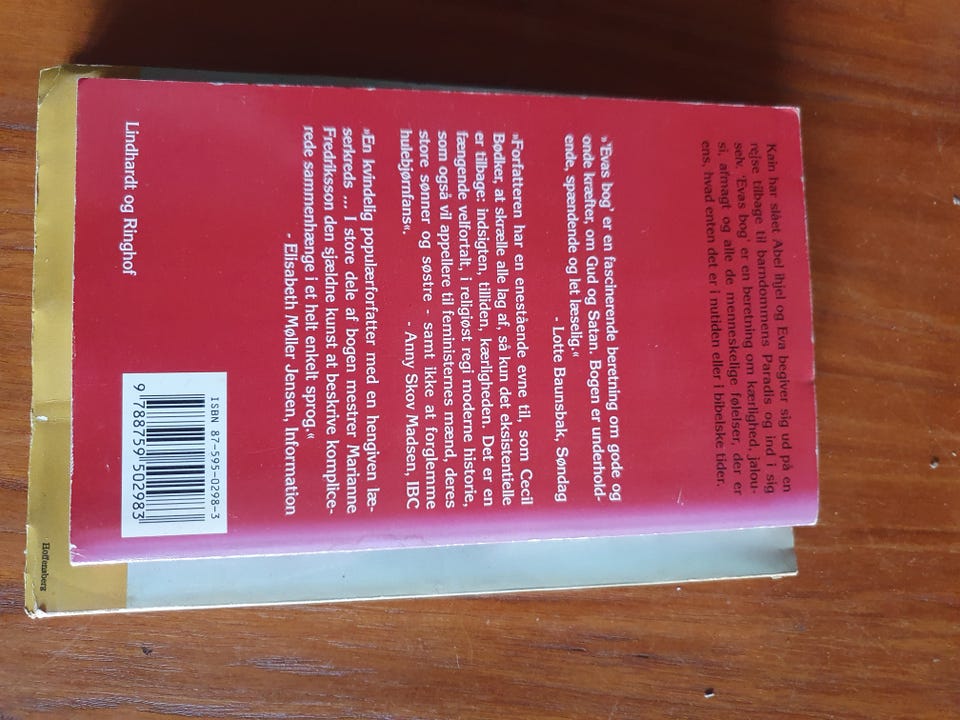 Kain har slået Abel ihjel og Eva begiver sig ud på en
rejse tilbage til barndommens Paradis og ind i sig
selv. 'Evas bog' er en beretning om kærlighed, jalou-
si, afmagt og alle de menneskelige følelser, der er
ens, hvad enten det er i nutiden eller i bibelske tider.
»'Evas bog' er en fascinerende beretning om gode og
onde kræfter, om Gud og Satan. Bogen er underhold-
ende, spændende og let læselig.«
- Lotte Baunsbak, Søndag
»Forfatteren har en enestående evne til, som Cecil
Bødker, at skrælle alle lag af, så kun det eksistentielle
er tilbage: indsigten, tilliden, kærligheden. Det er en
fængende velfortalt, i religiøst regi moderne historie,
som også vil appellere til feministernes mænd, deres
store sønner og søstre - samt ikke at forglemme
hulebjørnfans«.
- Anny Skov Madsen, IBC
»En kvindelig populærforfatter med en hengiven læ-
serkreds ... I store dele af bogen mestrer Marianne
Fredriksson den sjældne kunst at beskrive komplice-
rede sammenhænge i et helt enkelt sprog.«
- Elisabeth Møller Jensen, Information
ISBN 87-595-0298-3
9 788759 502983
Lindhardt og Ringhof
Hoffensberg